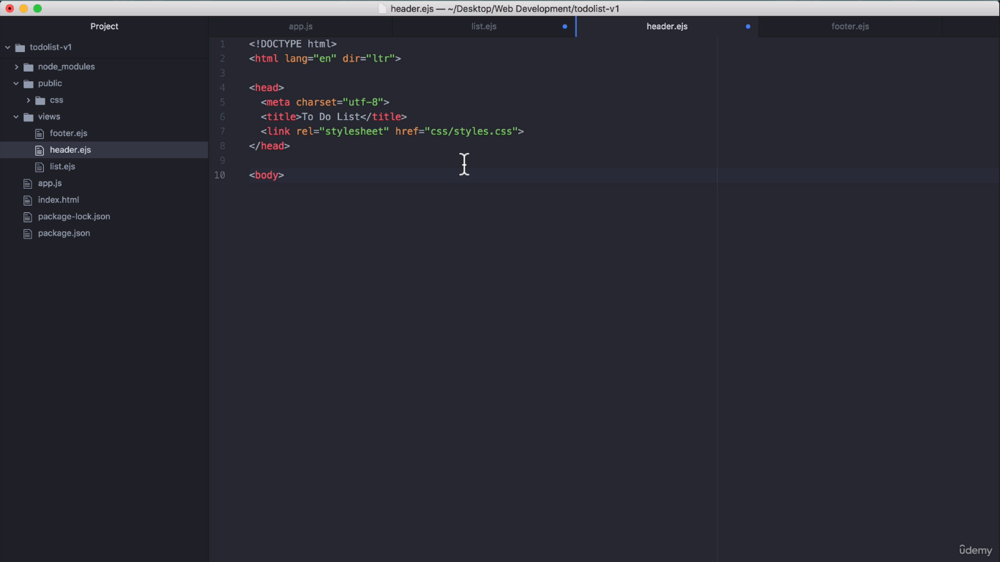 header.ejs — ~/Desktop/Web Development/todolist-v1
Project
app.js
list.ejs
header.ejs
footer.ejs
todolist-v1
node_modules
public
css
views
footer.ejs
header.ejs
list.ejs
app.js
index.html
package-lock.json
package.json
1 <!DOCTYPE html>
2 <html lang="en" dir="ltr">
3
4 <head>
5   <meta charset="utf-8">
6   <title>To Do List</title>
7   <link rel="stylesheet" href="css/styles.css">
8 </head>
9
10 <body>
ûdemy